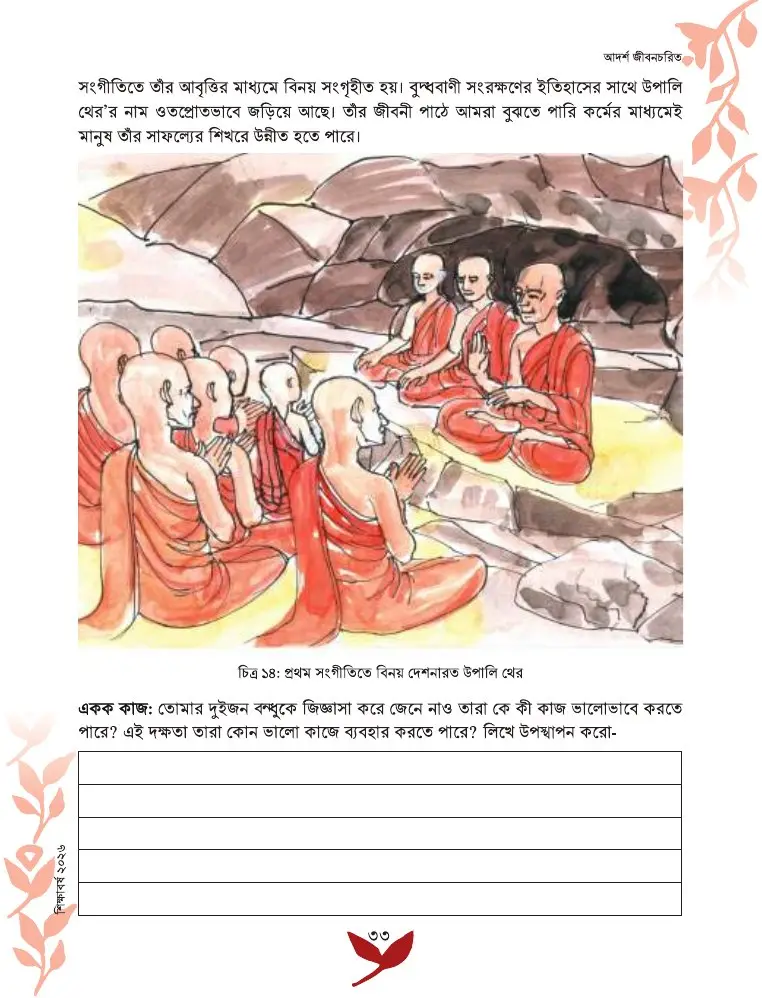 আদর্শ জীবনচরিত
সংগীতিতে তাঁর আবৃত্তির মাধ্যমে বিনয় সংগৃহীত হয়। বুদ্ধবাণী সংরক্ষণের ইতিহাসের সাথে উপালি
থের’র নাম ওতপ্রোতভাবে জড়িয়ে আছে। তাঁর জীবনী পাঠে আমরা বুঝতে পারি কর্মের মাধ্যমেই
মানুষ তাঁর সাফল্যের শিখরে উন্নীত হতে পারে।
চিত্র ১৪: প্রথম সংগীতিতে বিনয় দেশনারত উপালি থের
একক কাজ: তোমার দুইজন বন্ধুকে জিজ্ঞাসা করে জেনে নাও তারা কে কী কাজ ভালোভাবে করতে
পারে? এই দক্ষতা তারা কোন ভালো কাজে ব্যবহার করতে পারে? লিখে উপস্থাপন করো-
শিক্ষাবর্ষ ২০২৬
৩৩